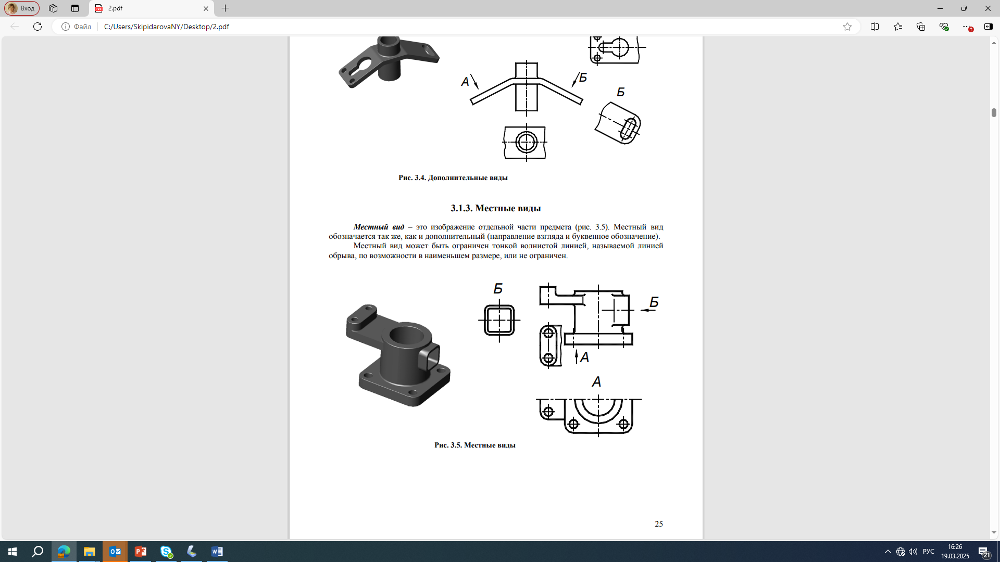 Вход
2.pdf
Файл
C:/Users/SkipidarovaNY/Desktop/2.pdf
А
Б
Б
Рис. 3.4. Дополнительные виды
3.1.3. Местные виды
Местный вид – это изображение отдельной части предмета (рис. 3.5). Местный вид
обозначается так же, как и дополнительный (направление взгляда и буквенное обозначение).
Местный вид может быть ограничен тонкой волнистой линией, называемой линией
обрыва, по возможности в наименьшем размере, или не ограничен.
Б
Б
А
А
Рис. 3.5. Местные виды
25
РУС
16:26
19.03.2025
21